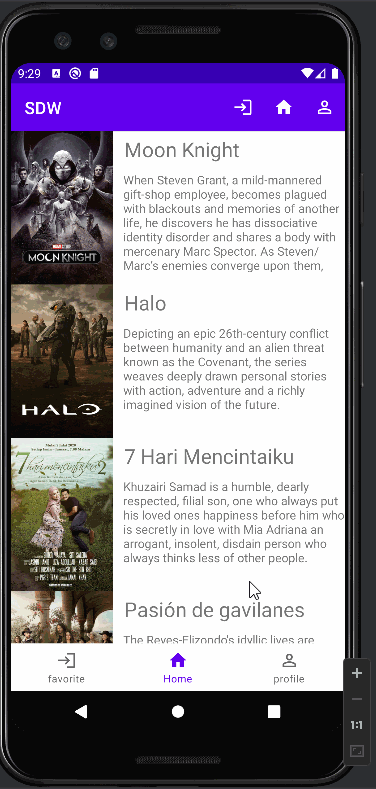 9:29
SDW
Moon Knight
When Steven Grant, a mild-mannered
gift-shop employee, becomes plagued
with blackouts and memories of another
life, he discovers he has dissociative
identity disorder and shares a body with
mercenary Marc Spector. As Steven/
Marc's enemies converge upon them,
MOON KNIGHT
Halo
Depicting an epic 26th-century conflict
between humanity and an alien threat
known as the Covenant, the series
weaves deeply drawn personal stories
with action, adventure and a richly
imagined vision of the future.
HALO
7 Hari Mencintaiku
Khuzairi Samad is a humble, dearly
respected, filial son, one who always put
his loved ones happiness before him who
is secretly in love with Mia Adriana an
arrogant, insolent, disdain person who
always thinks less of other people.
7 hari mencintaiku 2
Pasión de gavilanes
The Reyes-Elizondo's idyllic lives are
favorite
Home
profile
1:1